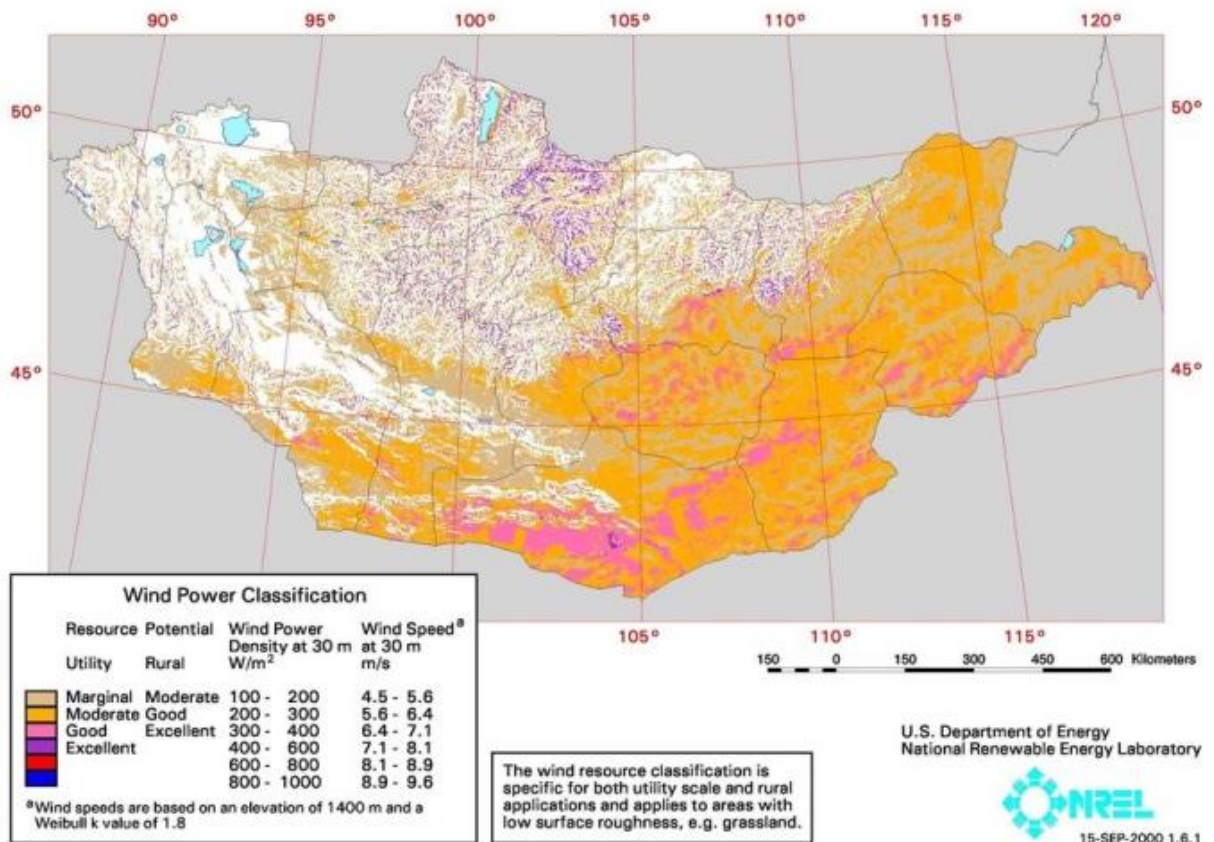 90° 95° 100° 105° 110° 115° 120°
50° 50°
45° 45°
105° 110° 115°
Wind Power Classification
Resource Potential Wind Power Wind Speed a
Density at 30 m at 30 m
Utility Rural W/m² m/s
Marginal Moderate 100 - 200 4.5 - 5.6
Moderate Good 200 - 300 5.6 - 6.4
Good Excellent 300 - 400 6.4 - 7.1
Excellent 400 - 600 7.1 - 8.1
600 - 800 8.1 - 8.9
800 - 1000 8.9 - 9.6
a Wind speeds are based on an elevation of 1400 m and a
Weibull k value of 1.8
The wind resource classification is
specific for both utility scale and rural
applications and applies to areas with
low surface roughness, e.g. grassland.
150 0 150 300 450 600 Kilometers
U.S. Department of Energy
National Renewable Energy Laboratory
NREL
15-SEP-2000 1.6.1